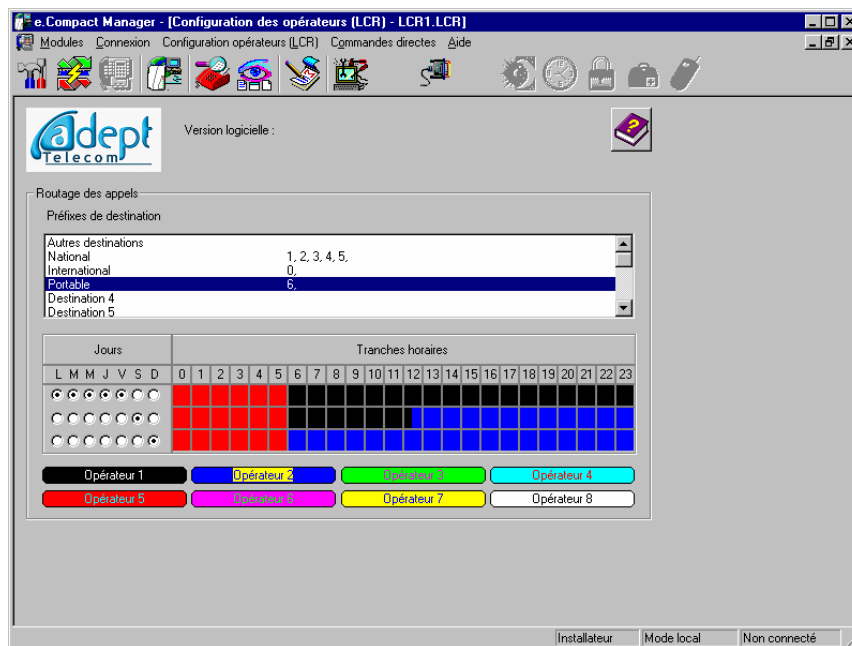 e.Compact Manager - [Configuration des opérateurs (LCR) - LCR1.LCR]
Modules Connexion Configuration opérateurs (LCR) Commandes directes Aide
adept
Telecom
Version logicielle :
Routage des appels
Préfixes de destination
Autres destinations
National 1, 2, 3, 4, 5,
International 0,
Portable 6,
Destination 4
Destination 5
Jours Tranches horaires
L M M J V S D 0 1 2 3 4 5 6 7 8 9 10 11 12 13 14 15 16 17 18 19 20 21 22 23
Opérateur 1 Opérateur 2 Opérateur 3 Opérateur 4
Opérateur 5 Opérateur 6 Opérateur 7 Opérateur 8
Installateur Mode local Non connecté